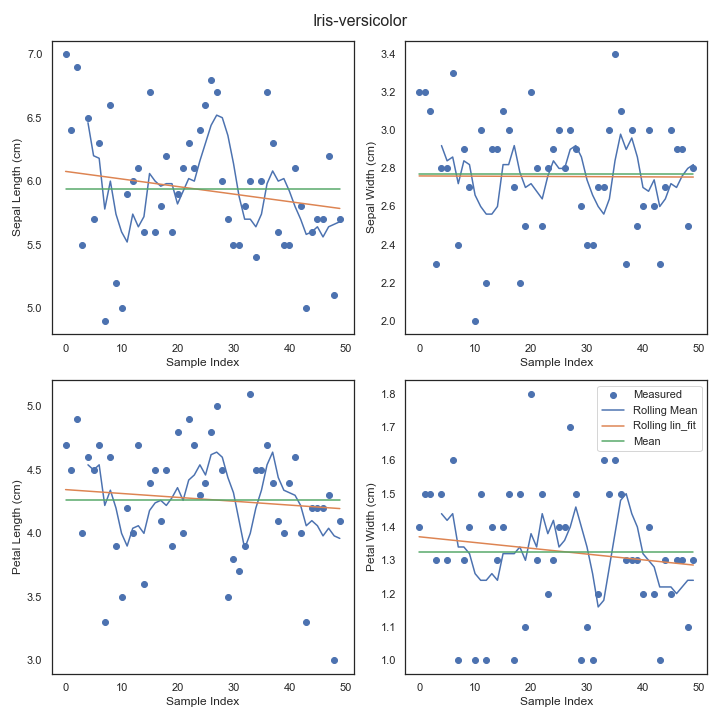 Iris-versicolor
7.0
6.5
6.0
5.5
5.0
Sepal Length (cm)
0 10 20 30 40 50
Sample Index
3.4
3.2
3.0
2.8
2.6
2.4
2.2
2.0
Sepal Width (cm)
0 10 20 30 40 50
Sample Index
5.0
4.5
4.0
3.5
3.0
Petal Length (cm)
0 10 20 30 40 50
Sample Index
1.8
1.7
1.6
1.5
1.4
1.3
1.2
1.1
1.0
Petal Width (cm)
Measured
Rolling Mean
Rolling lin_fit
Mean
0 10 20 30 40 50
Sample Index